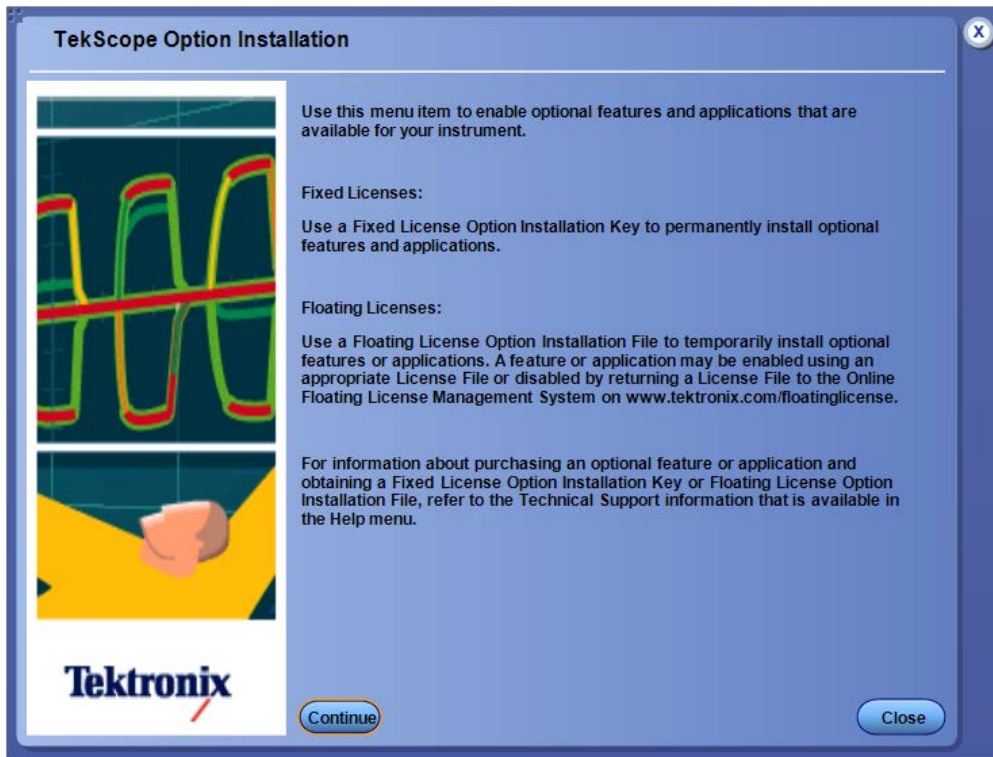 TekScope Option Installation
X
Use this menu item to enable optional features and applications that are
available for your instrument.
Fixed Licenses:
Use a Fixed License Option Installation Key to permanently install optional
features and applications.
Floating Licenses:
Use a Floating License Option Installation File to temporarily install optional
features or applications. A feature or application may be enabled using an
appropriate License File or disabled by returning a License File to the Online
Floating License Management System on www.tektronix.com/floatinglicense.
For information about purchasing an optional feature or application and
obtaining a Fixed License Option Installation Key or Floating License Option
Installation File, refer to the Technical Support information that is available in
the Help menu.
Tektronix
Continue
Close